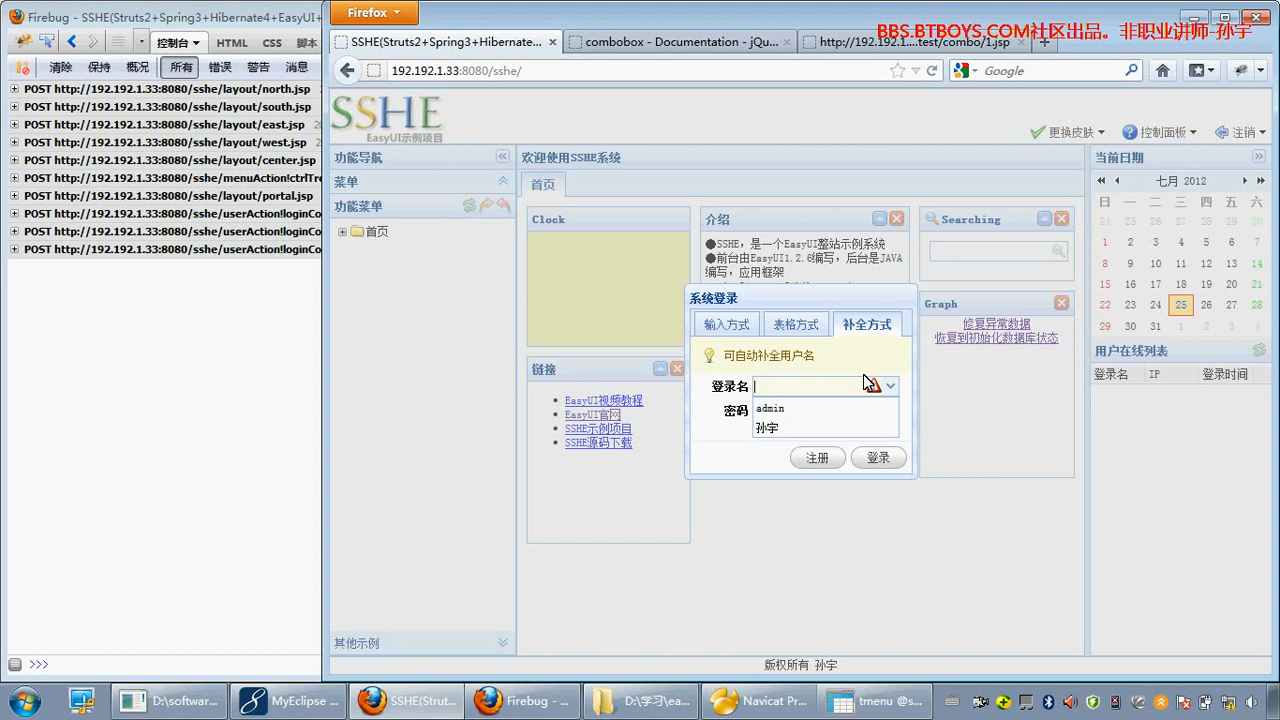 Firebug - SSHE(Struts2+Spring3+Hibernate4+EasyUI+
Firefox
BBS.BTBOYS.COM社区出品。非职业讲师-孙宇
控制台 HTML CSS 脚本
SSHE(Struts2+Spring3+Hibernate...
combobox - Documentation - jQu...
http://192.192.1....test/combo/1.jsp
清除 保持 概况 所有 错误 警告 消息
192.192.1.33:8080/sshe/
Google
POST http://192.192.1.33:8080/sshe/layout/north.jsp
POST http://192.192.1.33:8080/sshe/layout/south.jsp
POST http://192.192.1.33:8080/sshe/layout/east.jsp
POST http://192.192.1.33:8080/sshe/layout/west.jsp
POST http://192.192.1.33:8080/sshe/layout/center.jsp
POST http://192.192.1.33:8080/sshe/menuAction!ctrlTre
POST http://192.192.1.33:8080/sshe/layout/portal.jsp
POST http://192.192.1.33:8080/sshe/userAction!loginCo
POST http://192.192.1.33:8080/sshe/userAction!loginCo
POST http://192.192.1.33:8080/sshe/userAction!loginCo
>>>
SSHE
EasyUI示例项目
更换皮肤 控制面板 注销
功能导航
菜单
功能菜单
首页
其他示例
欢迎使用SSHE系统
首页
Clock
介绍
●SSHE，是一个EasyUI整站示例系统
●前台由EasyUI1.2.6编写，后台是JAVA
编写，应用框架
Searching
Graph
修复异常数据
恢复到初始化数据库状态
链接
EasyUI视频教程
EasyUI官网
SSHE示例项目
SSHE源码下载
系统登录
输入方式 表格方式 补全方式
可自动补全用户名
登录名
密码
admin
孙宇
注册 登录
当前日期
七月 2012
日 一 二 三 四 五 六
24 25 26 27 28 29 30
1 2 3 4 5 6 7
8 9 10 11 12 13 14
15 16 17 18 19 20 21
22 23 24 25 26 27 28
29 30 31 1 2 3 4
用户在线列表
登录名 IP 登录时间
版权所有 孙宇
D:\softwar...
MyEclipse ...
SSHE(Strut...
Firebug - ...
D:\学习\ea...
Navicat Pr...
tmenu @s...